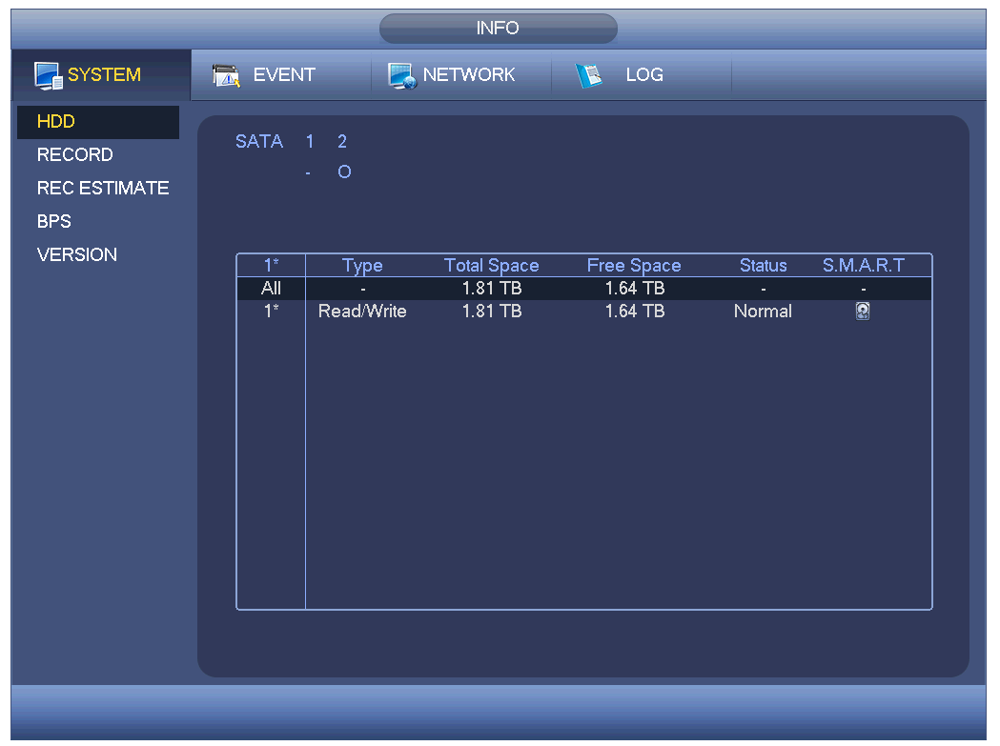 INFO
SYSTEM EVENT NETWORK LOG
HDD
RECORD
REC ESTIMATE
BPS
VERSION
SATA 1 2
- O
1* Type Total Space Free Space Status S.M.A.R.T
All - 1.81 TB 1.64 TB - -
1* Read/Write 1.81 TB 1.64 TB Normal